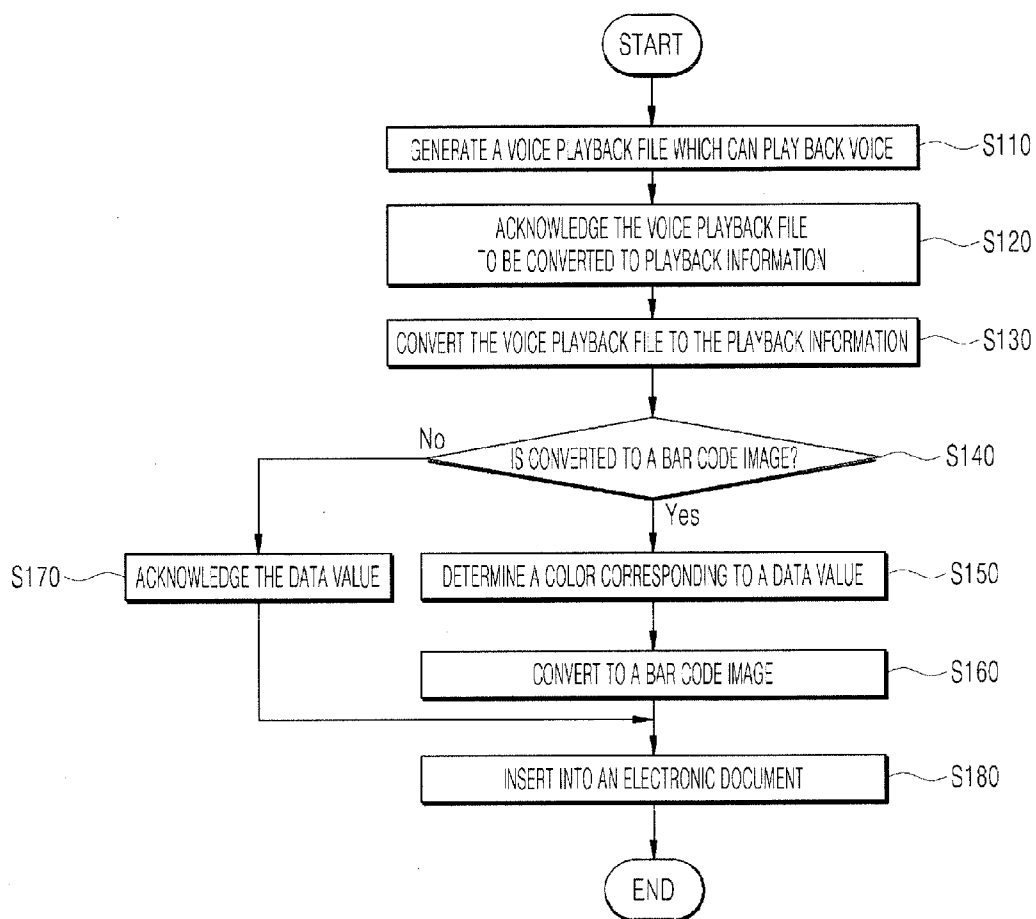 START
GENERATE A VOICE PLAYBACK FILE WHICH CAN PLAY BACK VOICE
S110
ACKNOWLEDGE THE VOICE PLAYBACK FILE
TO BE CONVERTED TO PLAYBACK INFORMATION
S120
CONVERT THE VOICE PLAYBACK FILE TO THE PLAYBACK INFORMATION
S130
No
IS CONVERTED TO A BAR CODE IMAGE?
S140
Yes
S170
ACKNOWLEDGE THE DATA VALUE
DETERMINE A COLOR CORRESPONDING TO A DATA VALUE
S150
CONVERT TO A BAR CODE IMAGE
S160
INSERT INTO AN ELECTRONIC DOCUMENT
S180
END